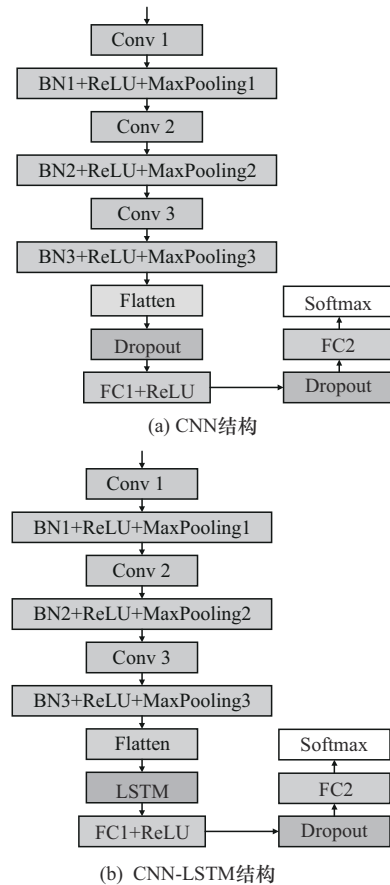 Conv 1
BN1+ReLU+MaxPooling1
Conv 2
BN2+ReLU+MaxPooling2
Conv 3
BN3+ReLU+MaxPooling3
Flatten
Dropout
FC1+ReLU
Softmax
FC2
Dropout
(a) CNN结构
Conv 1
BN1+ReLU+MaxPooling1
Conv 2
BN2+ReLU+MaxPooling2
Conv 3
BN3+ReLU+MaxPooling3
Flatten
LSTM
FC1+ReLU
Softmax
FC2
Dropout
(b) CNN-LSTM结构